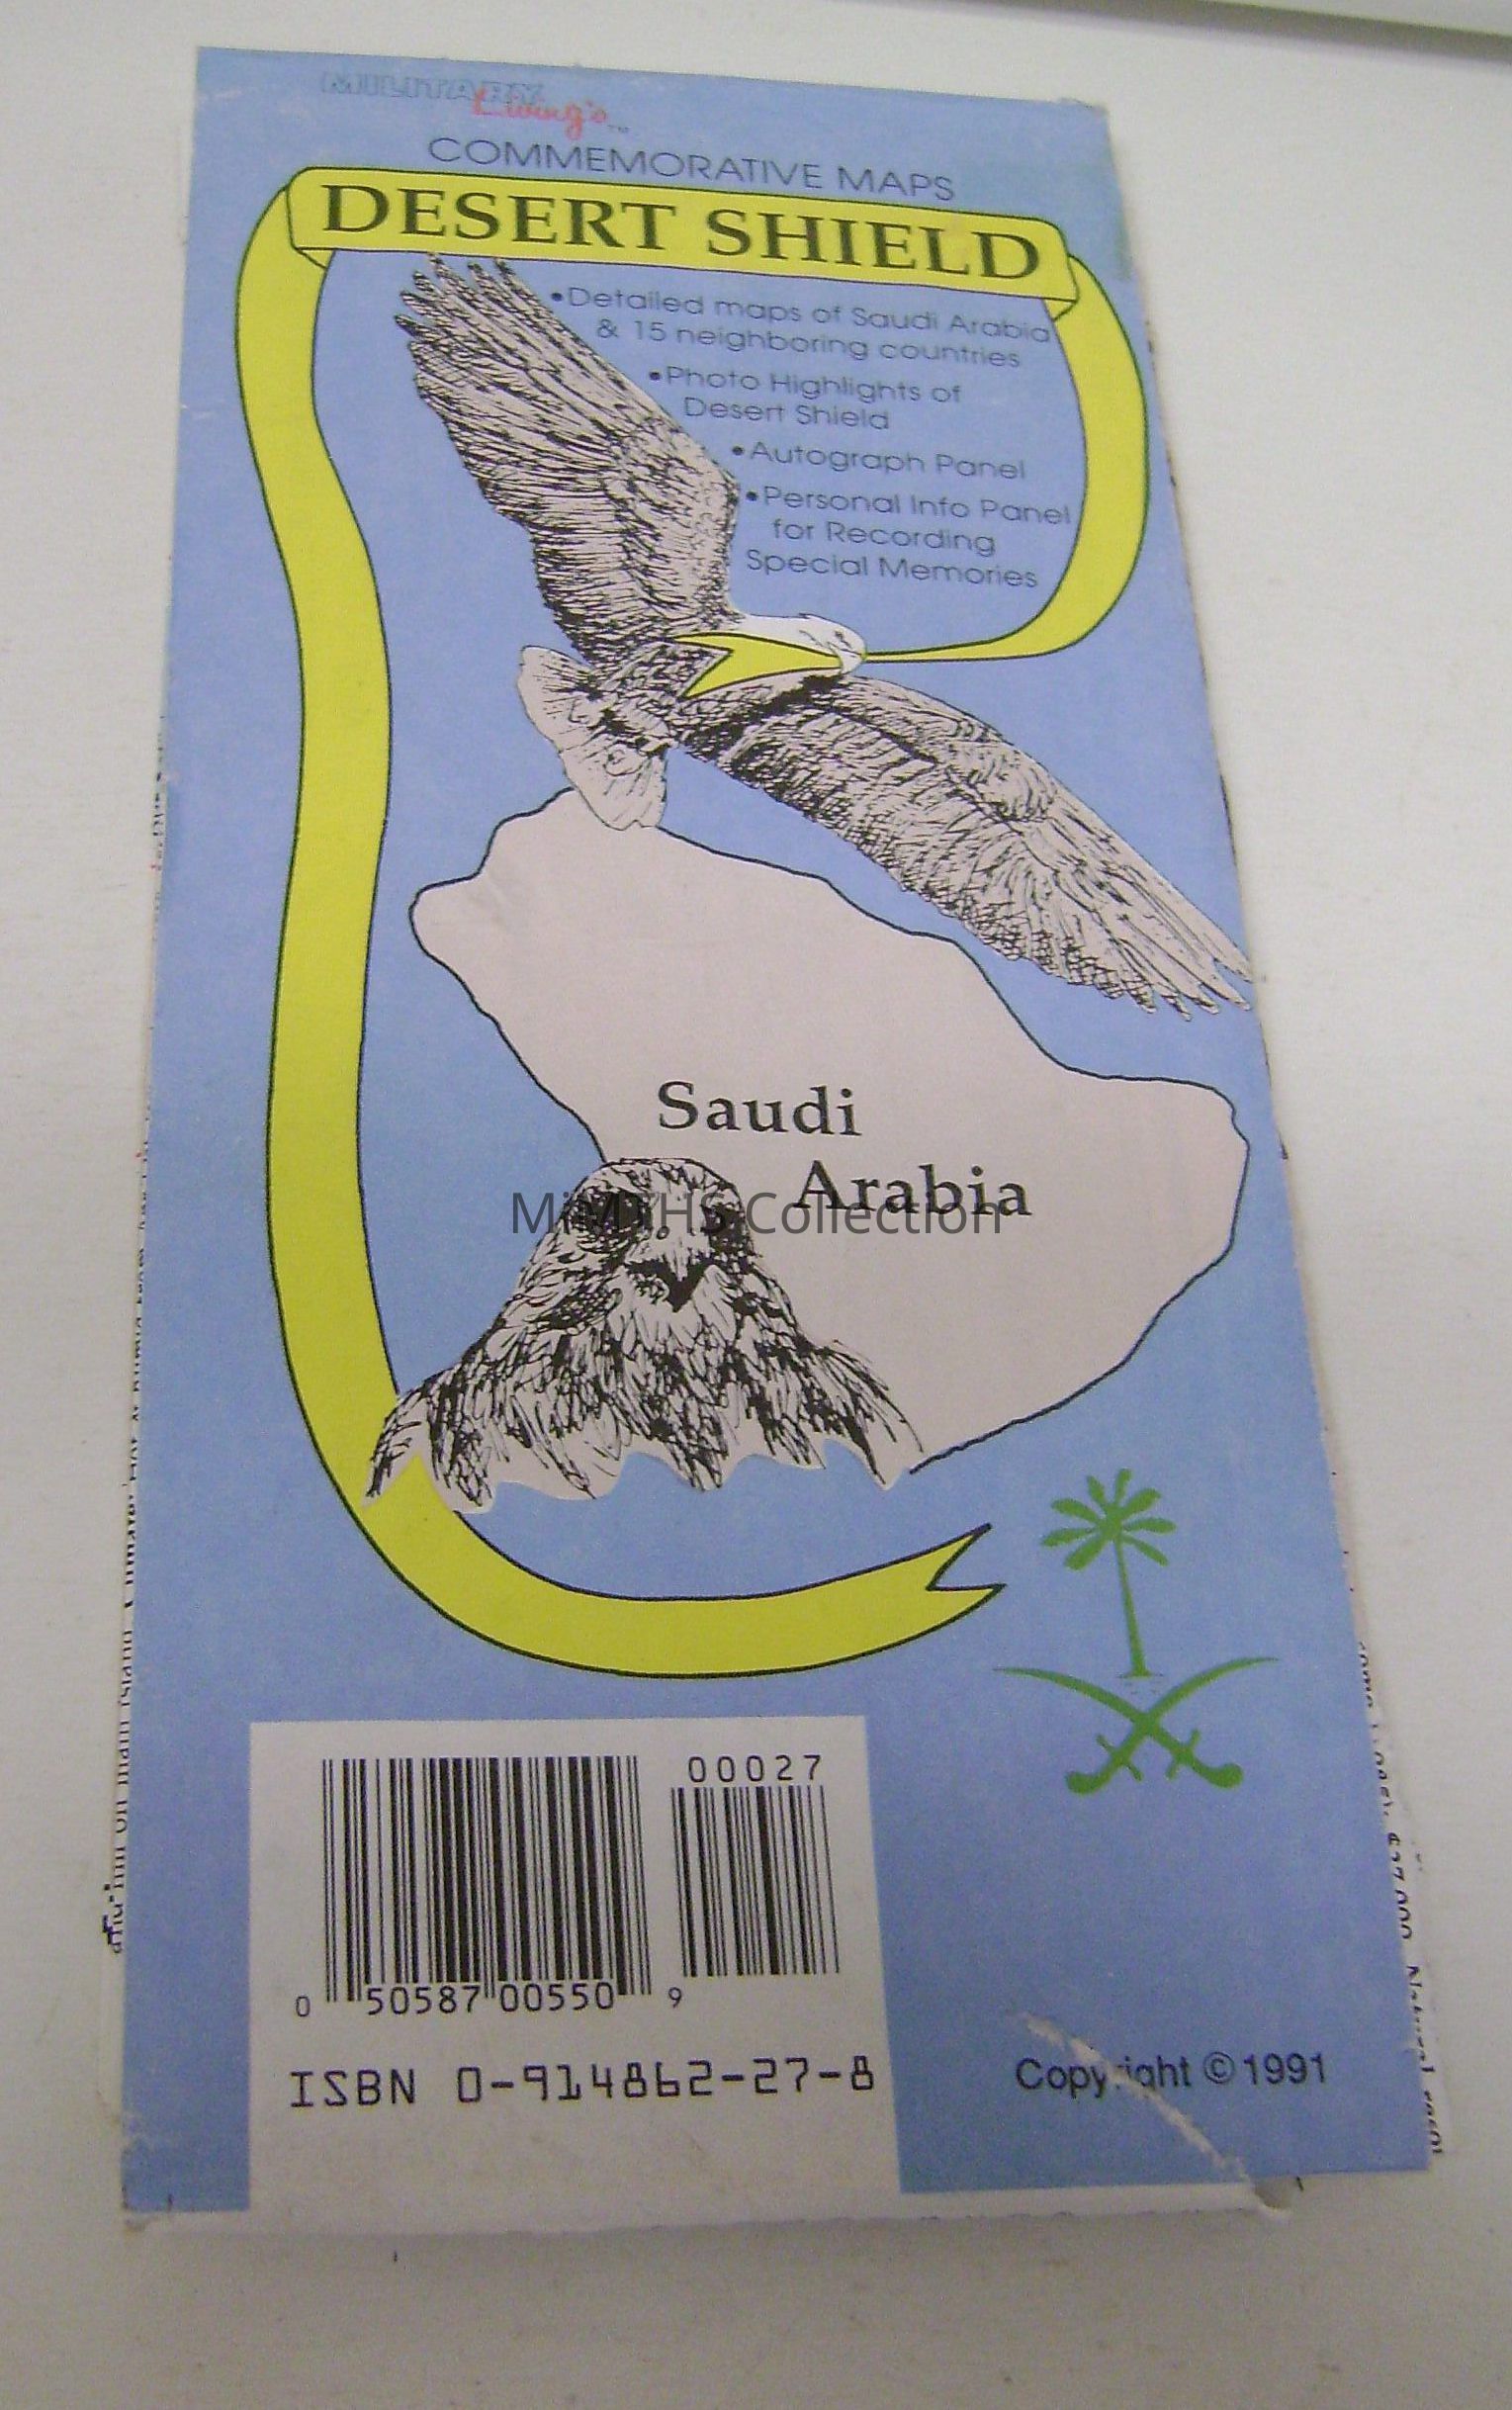 MILITARY
Living's™
COMMEMORATIVE MAPS
DESERT SHIELD
•Detailed maps of Saudi Arabia
& 15 neighboring countries
•Photo Highlights of
Desert Shield
•Autograph Panel
•Personal Info Panel
for Recording
Special Memories
Saudi
Arabia
MiMTHS Collection
00027
0 50587 00550 9
ISBN 0-914862-27-8
Copyright © 1991